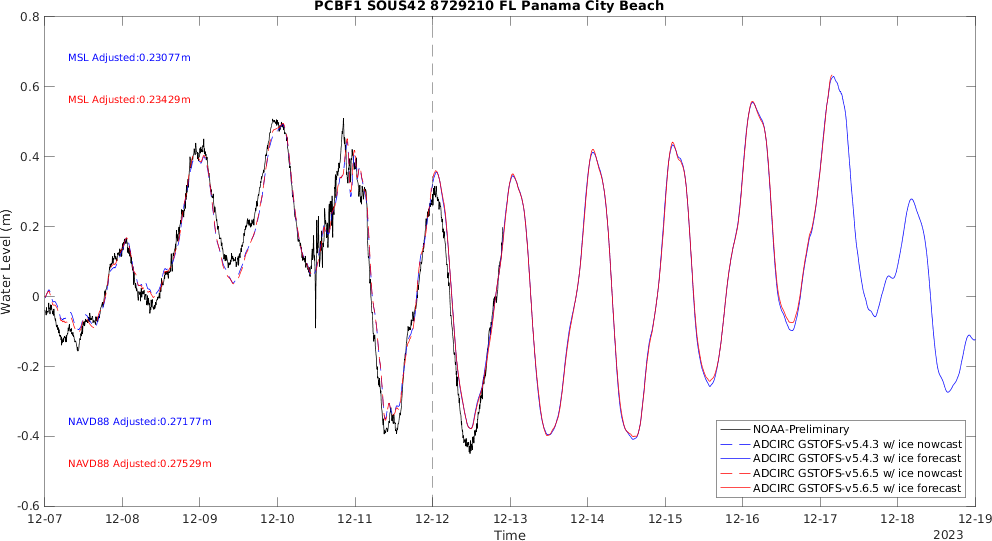 PCBF1 SOUS42 8729210 FL Panama City Beach
0.8
0.6
0.4
0.2
0
-0.2
-0.4
-0.6
Water Level (m)
MSL Adjusted:0.23077m
MSL Adjusted:0.23429m
NAVD88 Adjusted:0.27177m
NAVD88 Adjusted:0.27529m
NOAA-Preliminary
ADCIRC GSTOFS-v5.4.3 w/ ice nowcast
ADCIRC GSTOFS-v5.4.3 w/ ice forecast
ADCIRC GSTOFS-v5.6.5 w/ ice nowcast
ADCIRC GSTOFS-v5.6.5 w/ ice forecast
12-07 12-08 12-09 12-10 12-11 12-12 12-13 12-14 12-15 12-16 12-17 12-18 12-19
Time
2023